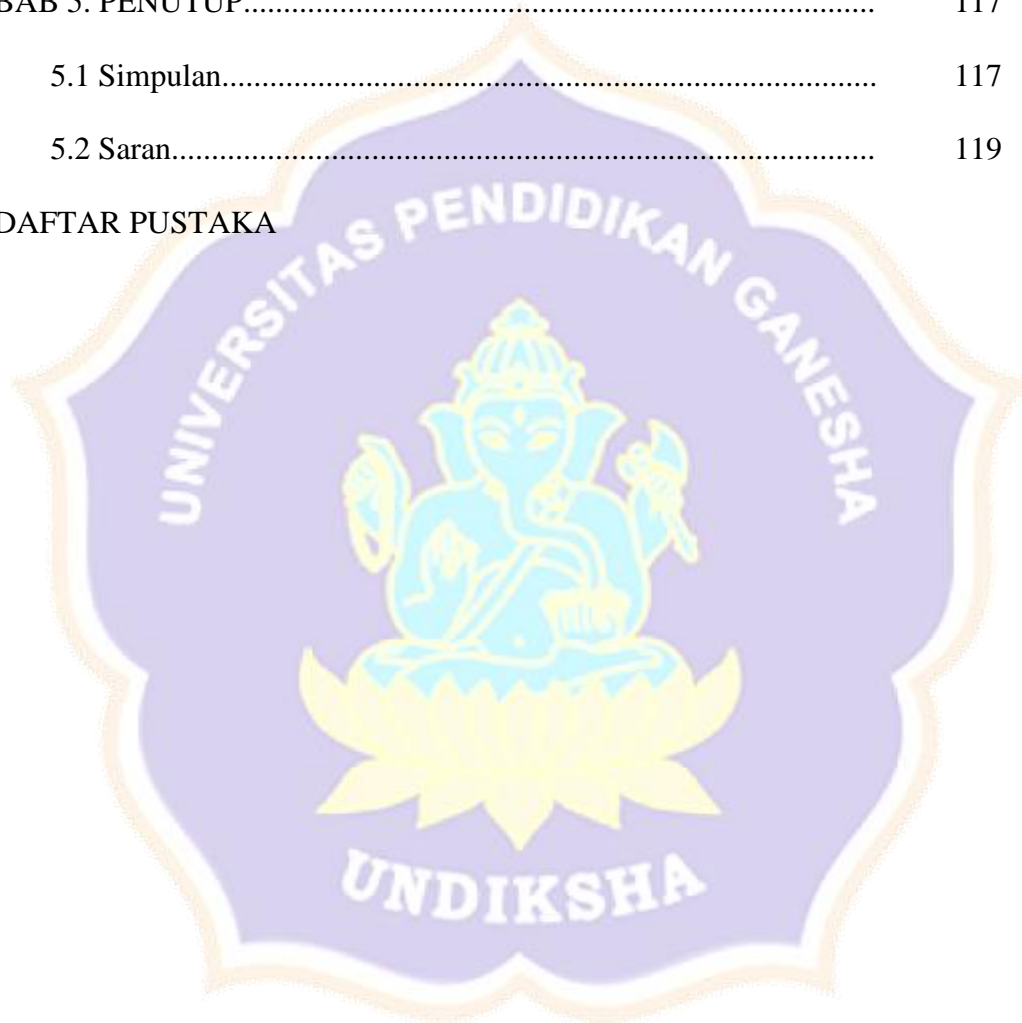 BAB 5. PENUTUP.............................................................................. 117
5.1 Simpulan................................................................................. 117
5.2 Saran....................................................................................... 119
DAFTAR PUSTAKA
UNIVERSITAS PENDIDIKAN GANESHA
UNDIKSHA